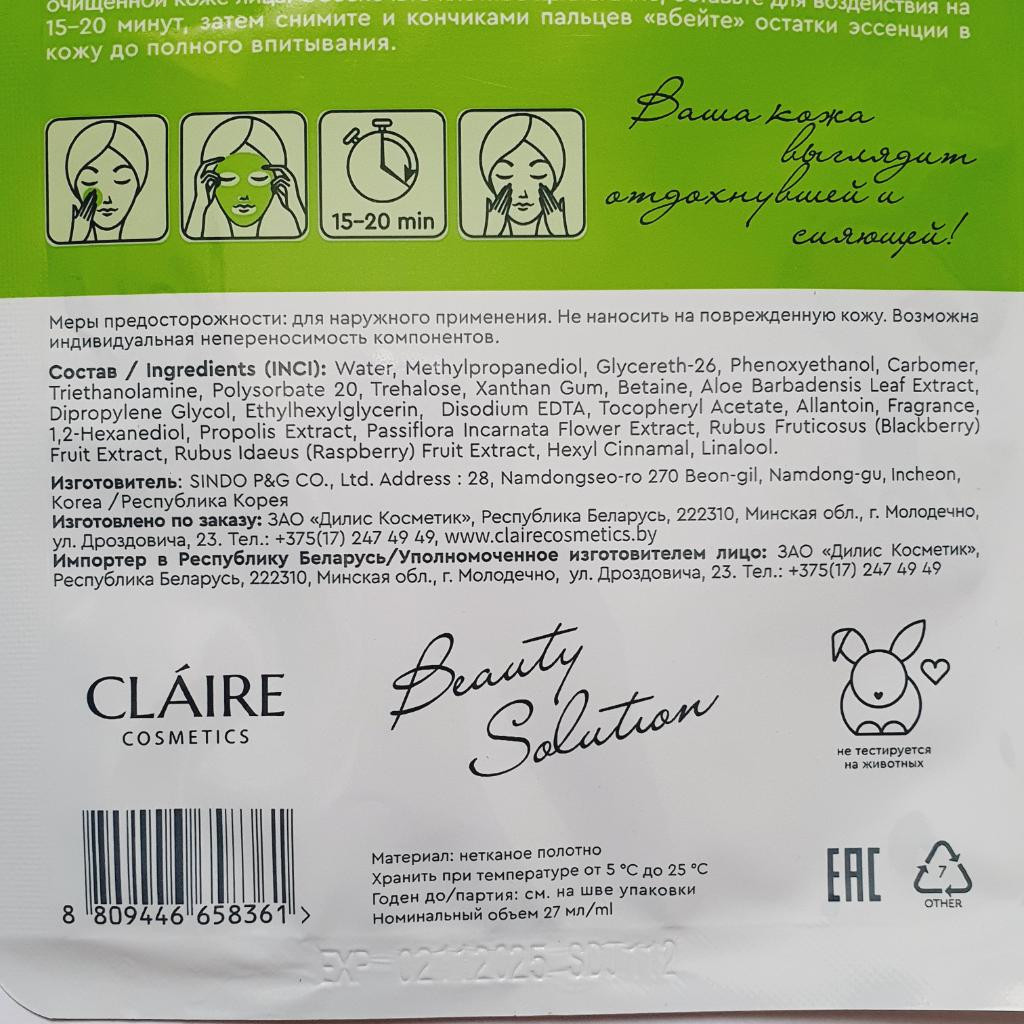 очищенной коже лица. для воздействия на
15–20 минут, затем снимите и кончиками пальцев «вбейте» остатки эссенции в
кожу до полного впитывания.
15–20 min
Ваша кожа
выглядит
отдохнувшей и
сияющей!
Меры предосторожности: для наружного применения. Не наносить на поврежденную кожу. Возможна
индивидуальная непереносимость компонентов.
Состав / Ingredients (INCI): Water, Methylpropanediol, Glycereth-26, Phenoxyethanol, Carbomer,
Triethanolamine, Polysorbate 20, Trehalose, Xanthan Gum, Betaine, Aloe Barbadensis Leaf Extract,
Dipropylene Glycol, Ethylhexylglycerin, Disodium EDTA, Tocopheryl Acetate, Allantoin, Fragrance,
1,2-Hexanediol, Propolis Extract, Passiflora Incarnata Flower Extract, Rubus Fruticosus (Blackberry)
Fruit Extract, Rubus Idaeus (Raspberry) Fruit Extract, Hexyl Cinnamal, Linalool.
Изготовитель: SINDO P&G CO., Ltd. Address : 28, Namdongseo-ro 270 Beon-gil, Namdong-gu, Incheon,
Korea /Республика Корея
Изготовлено по заказу: ЗАО «Дилис Косметик», Республика Беларусь, 222310, Минская обл., г. Молодечно,
ул. Дроздовича, 23. Тел.: +375(17) 247 49 49, www.clairecosmetics.by
Импортер в Республику Беларусь/Уполномоченное изготовителем лицо: ЗАО «Дилис Косметик»,
Республика Беларусь, 222310, Минская обл., г. Молодечно, ул. Дроздовича, 23. Тел.: +375(17) 247 49 49
CLÁIRE
COSMETICS
Beauty
Solution
не тестируется
на животных
8 809446 658361 >
Материал: нетканое полотно
Хранить при температуре от 5 °C до 25 °C
Годен до/партия: см. на шве упаковки
Номинальный объем 27 мл/ml
EAC
7
OTHER
EXP 02112025